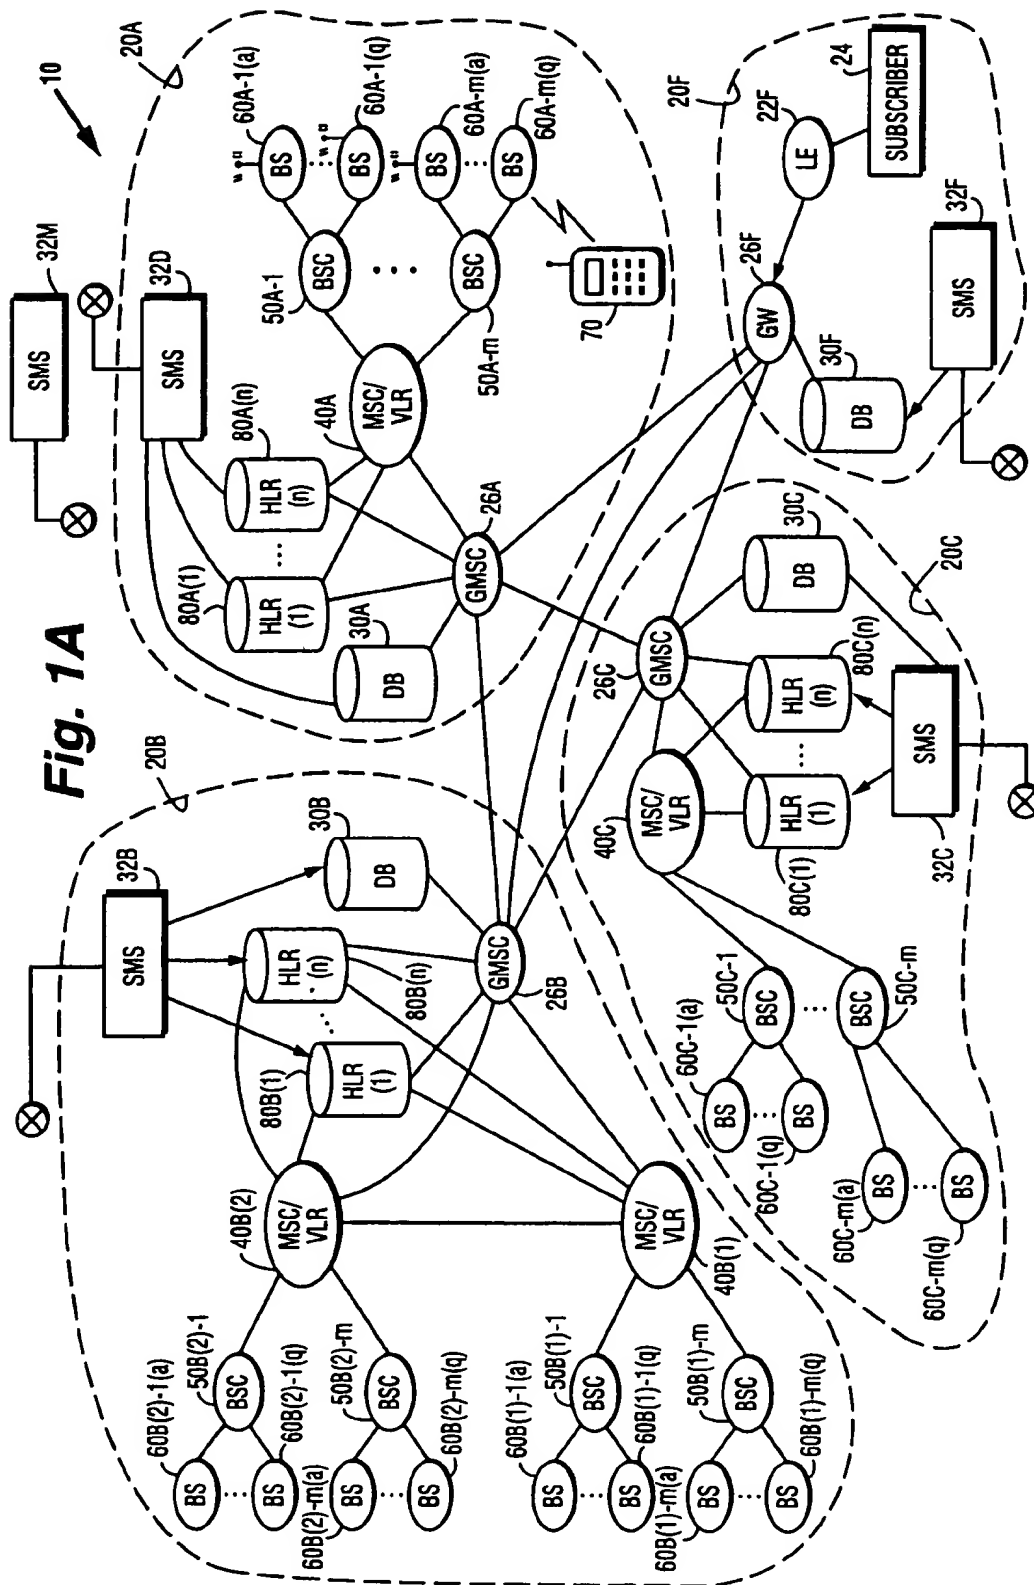 Fig. 1A
10
20B
32B
SMS
30B
DB
HLR
(n)
80B(n)
HLR
(1)
80B(1)
GMSC
26B
MSC/
VLR
40B(2)
MSC/
VLR
40B(1)
60B(2)-1(a)
50B(2)-1
BS
BSC
BS
60B(2)-1(q)
50B(2)-m
60B(2)-m(a)
BS
BSC
BS
60B(2)-m(q)
60B(1)-1(a)
50B(1)-1
BS
BSC
BS
60B(1)-1(q)
50B(1)-m
60B(1)-m(a)
BS
BSC
BS
60B(1)-m(q)
SMS
32M
SMS
32D
20A
80A(1)
HLR
(1)
80A(n)
HLR
(n)
30A
DB
GMSC
26A
MSC/
VLR
40A
50A-1
BSC
BSC
50A-m
BS
60A-1(a)
BS
60A-1(q)
BS
60A-m(a)
BS
60A-m(q)
70
20C
GMSC
26C
DB
30C
MSC/
VLR
40C
HLR
(1)
80C(1)
HLR
(n)
80C(n)
SMS
32C
60C-1(a)
50C-1
BS
BSC
BS
60C-1(q)
BSC
50C-m
60C-m(a)
BS
BS
60C-m(q)
20F
GW
26F
LE
22F
SUBSCRIBER
24
DB
30F
SMS
32F